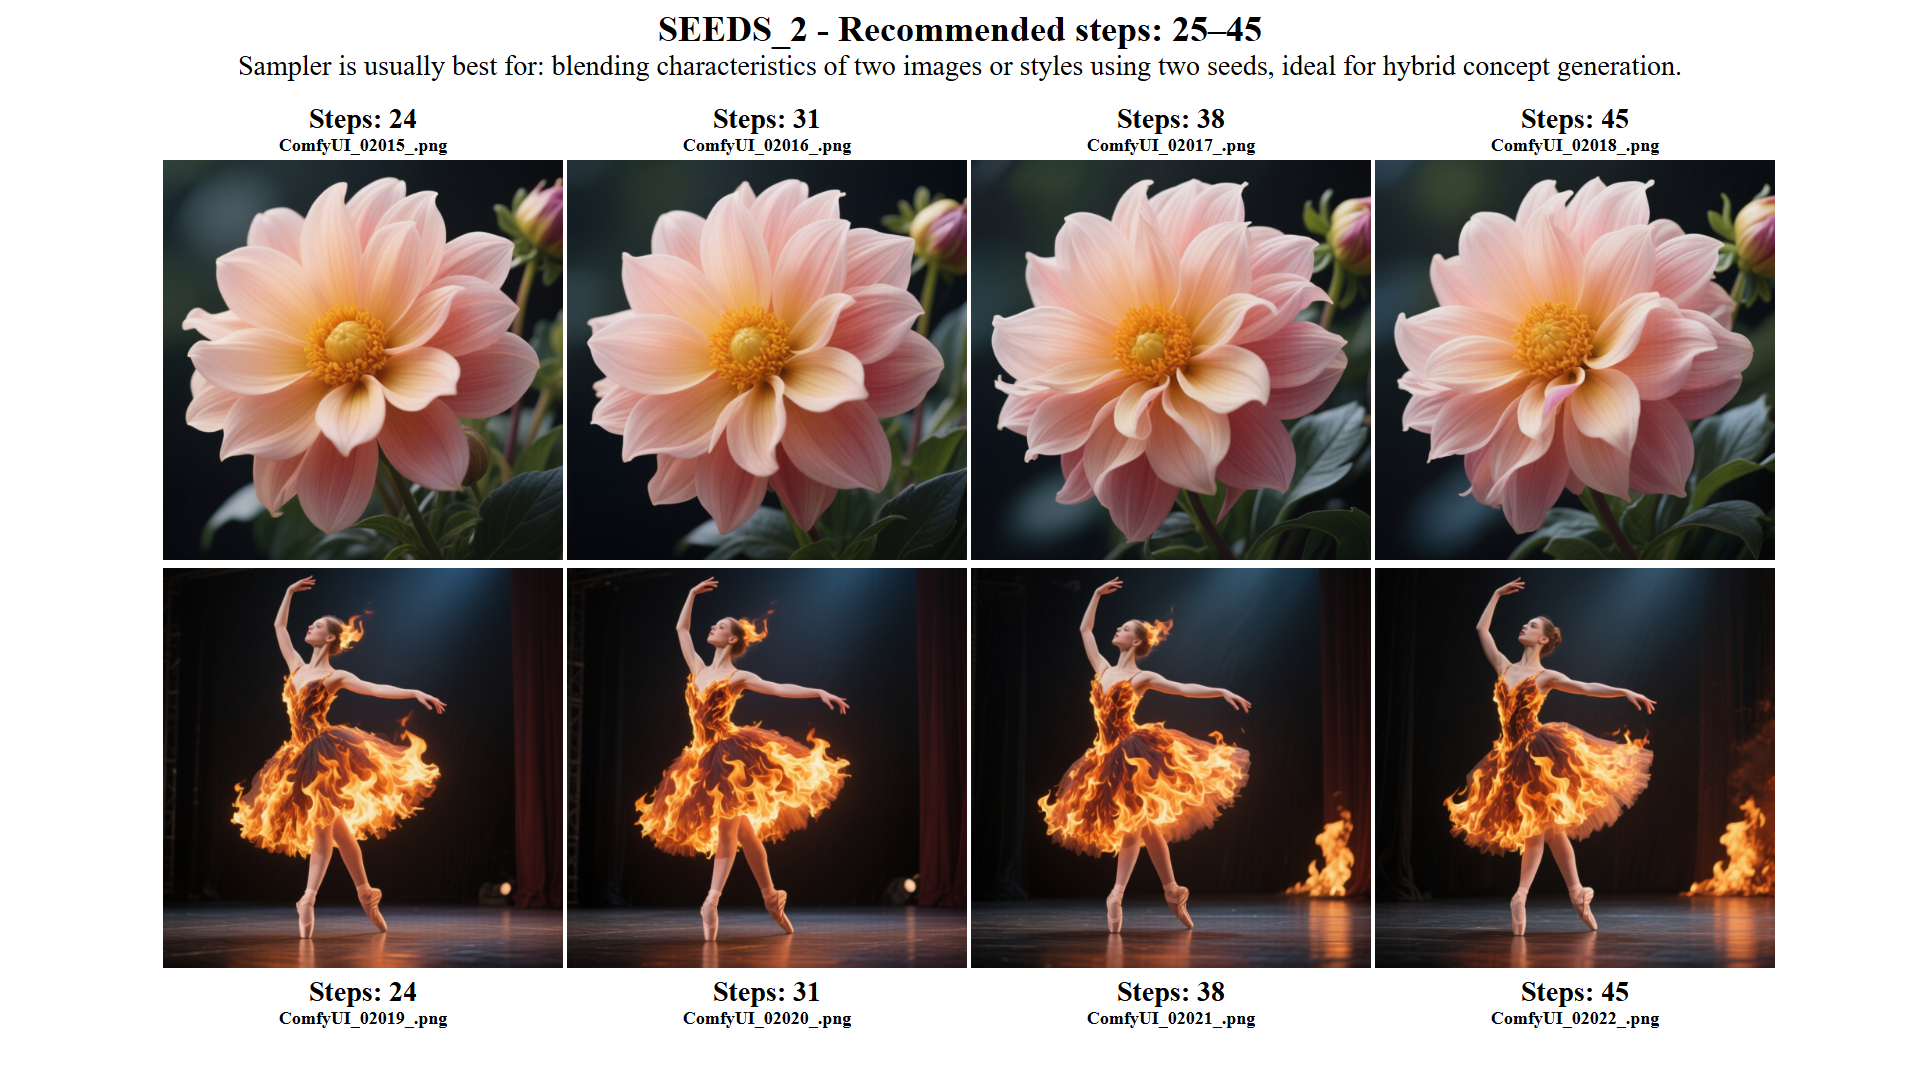 SEEDS_2 - Recommended steps: 25–45
Sampler is usually best for: blending characteristics of two images or styles using two seeds, ideal for hybrid concept generation.
Steps: 24
ComfyUI_02015_.png
Steps: 31
ComfyUI_02016_.png
Steps: 38
ComfyUI_02017_.png
Steps: 45
ComfyUI_02018_.png
Steps: 24
ComfyUI_02019_.png
Steps: 31
ComfyUI_02020_.png
Steps: 38
ComfyUI_02021_.png
Steps: 45
ComfyUI_02022_.png